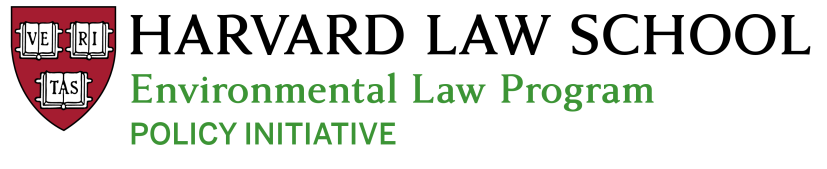 VE RI
TAS
HARVARD LAW SCHOOL
Environmental Law Program
POLICY INITIATIVE